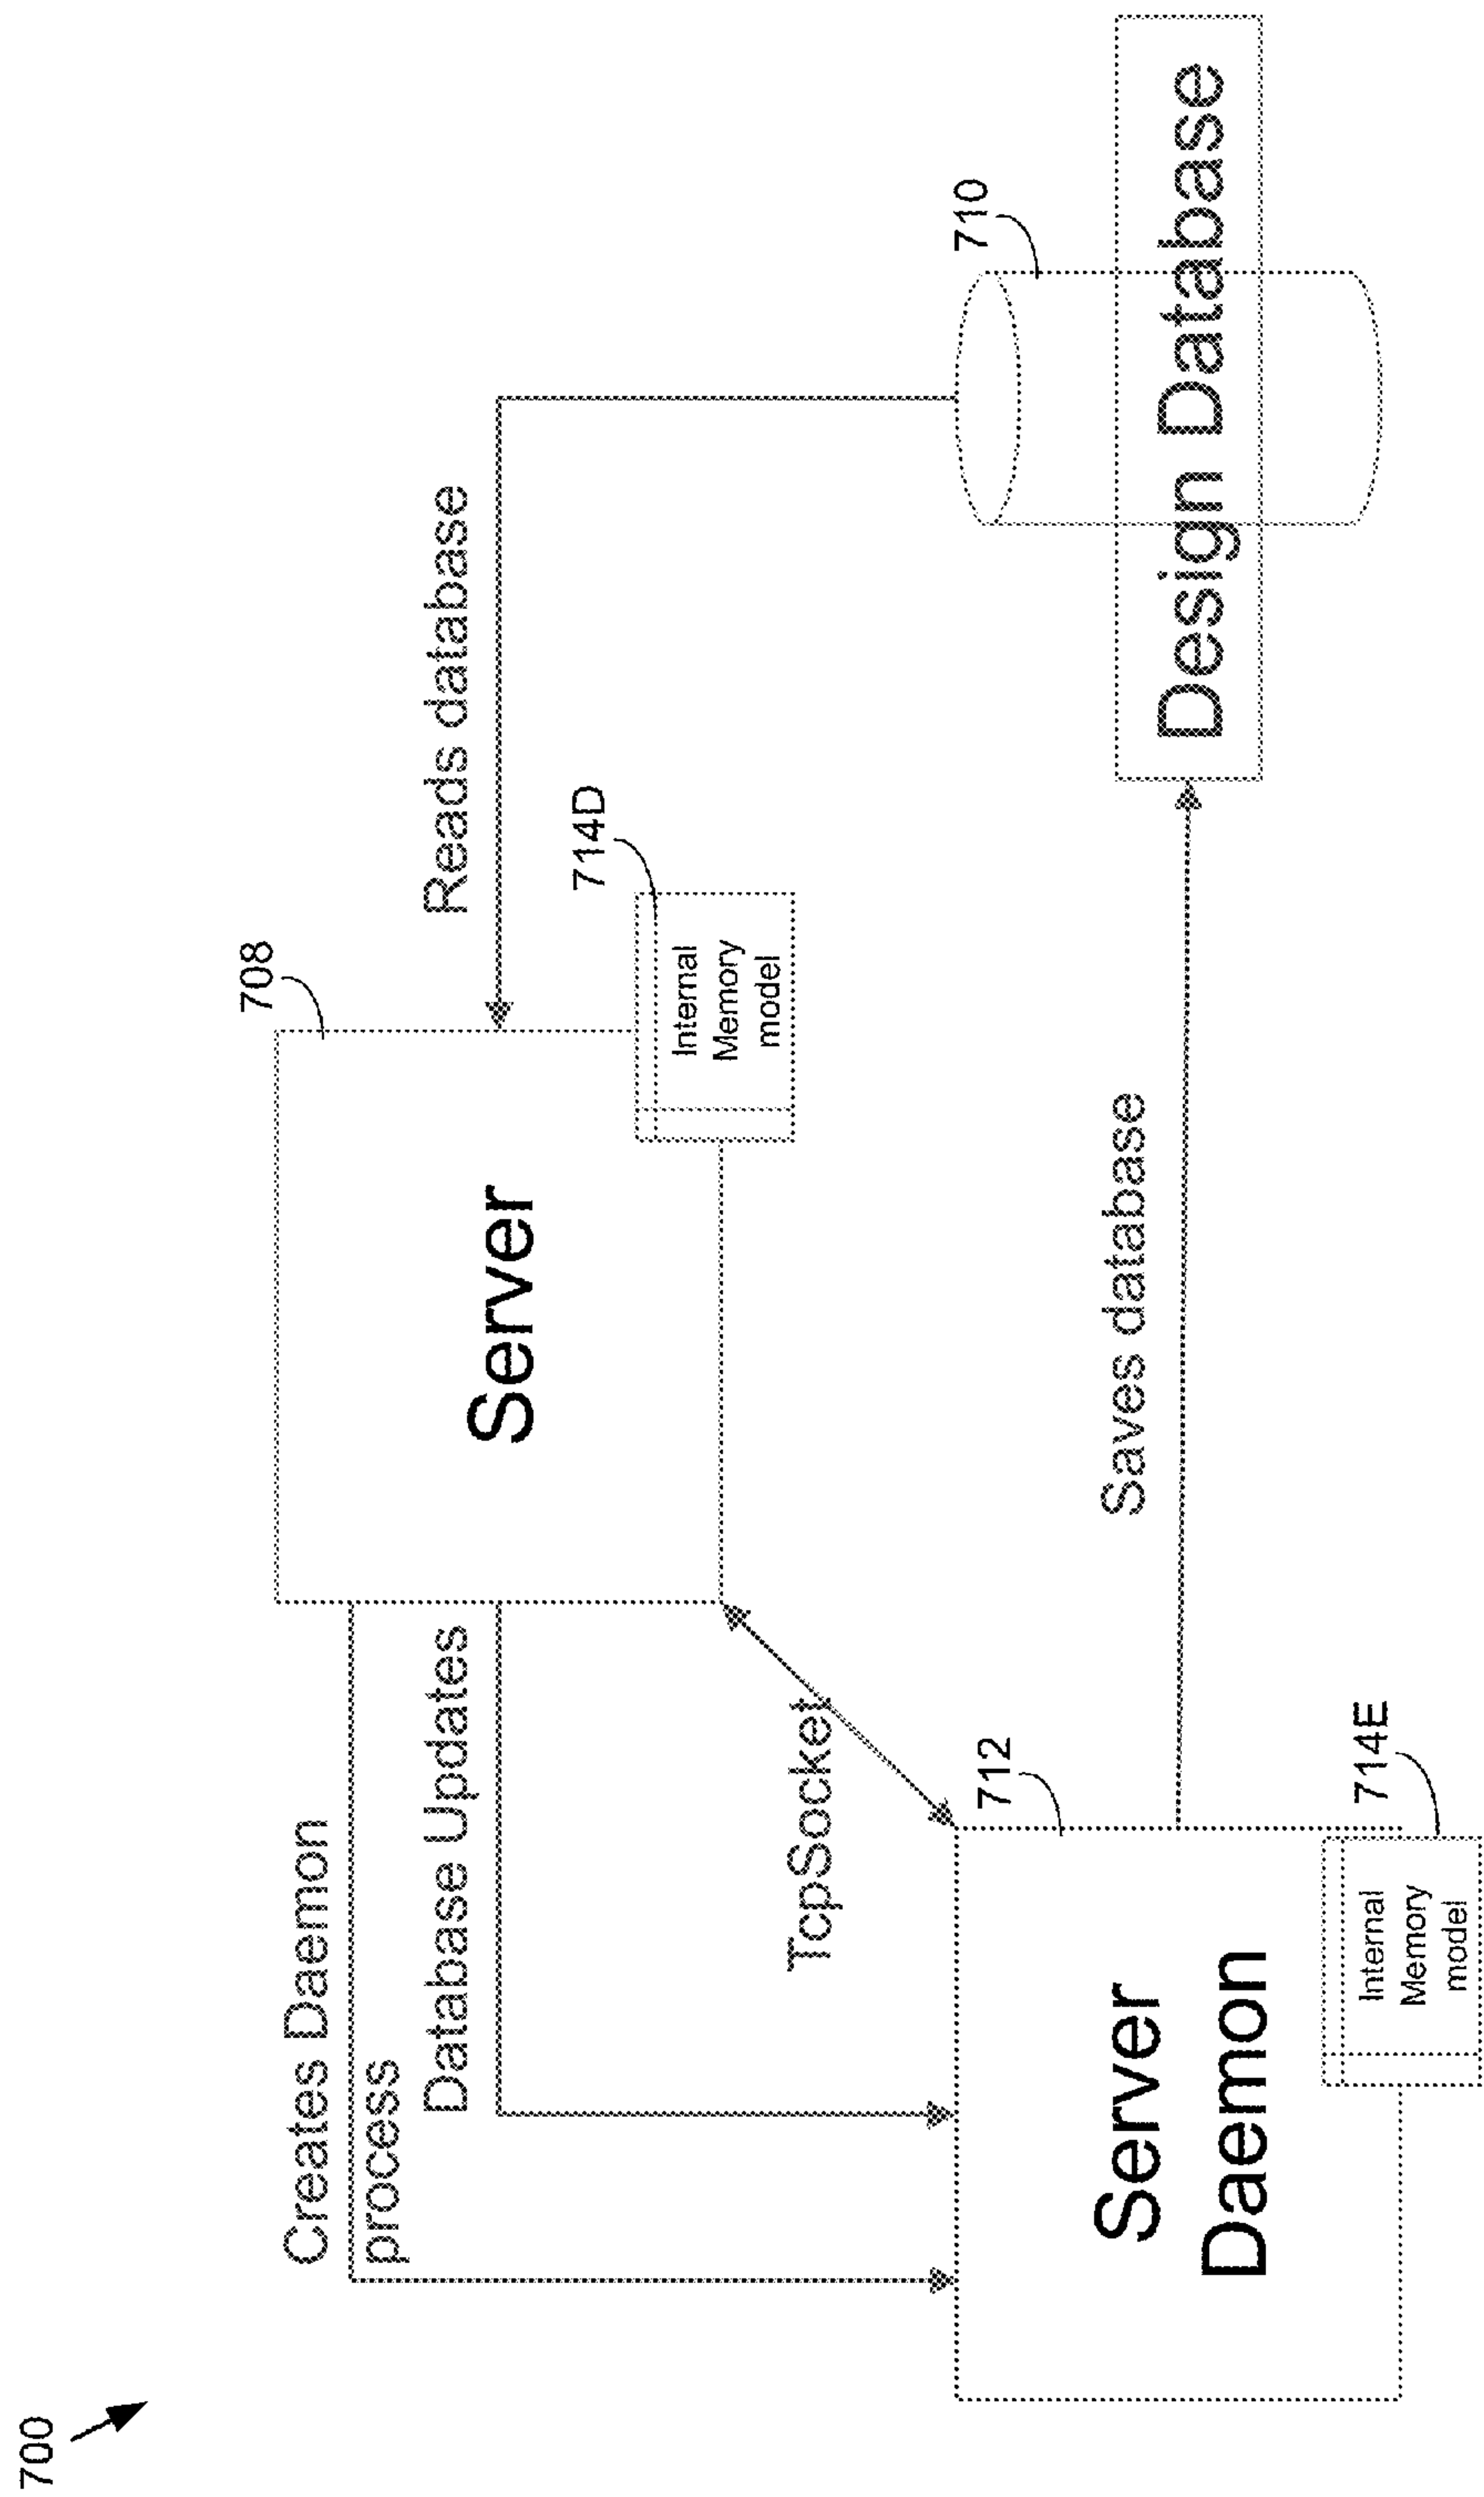 700
Creates Daemon
process
Database Updates
708
Server
Reads database
714D
Internal
Memory
model
TcpSocket
712
Server
Daemon
714E
Internal
Memory
model
Saves database
710
Design Database